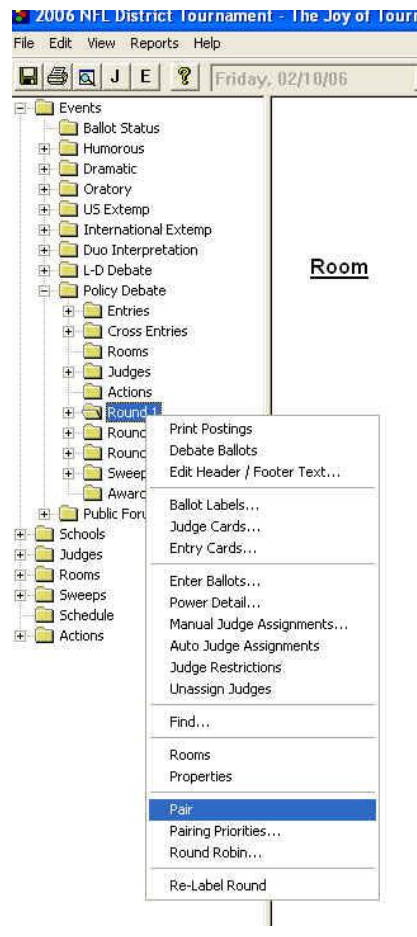 2006 NFL District Tournament - The Joy of Tourn
File Edit View Reports Help
J E ? Friday, 02/10/06
Events
Ballot Status
Humorous
Dramatic
Oratory
US Extemp
International Extemp
Duo Interpretation
L-D Debate
Policy Debate
Entries
Cross Entries
Rooms
Judges
Actions
Round 1
Round
Round
Sweep
Award
Public Foru
Schools
Judges
Rooms
Sweeps
Schedule
Actions
Room
Print Postings
Debate Ballots
Edit Header / Footer Text...
Ballot Labels...
Judge Cards...
Entry Cards...
Enter Ballots...
Power Detail...
Manual Judge Assignments...
Auto Judge Assignments
Judge Restrictions
Unassign Judges
Find...
Rooms
Properties
Pair
Pairing Priorities...
Round Robin...
Re-Label Round